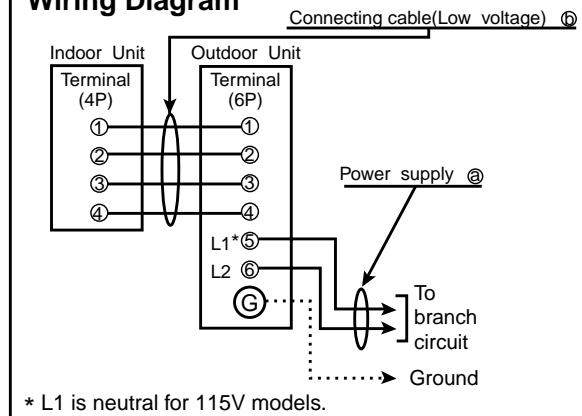 Wiring Diagram
Connecting cable(Low voltage) ⓑ
Indoor Unit Outdoor Unit
Terminal
(4P)
Terminal
(6P)
① ①
② ②
③ ③
④ ④
Power supply ⓐ
L1* ⑤
L2 ⑥
Ⓖ
To
branch
circuit
Ground
* L1 is neutral for 115V models.